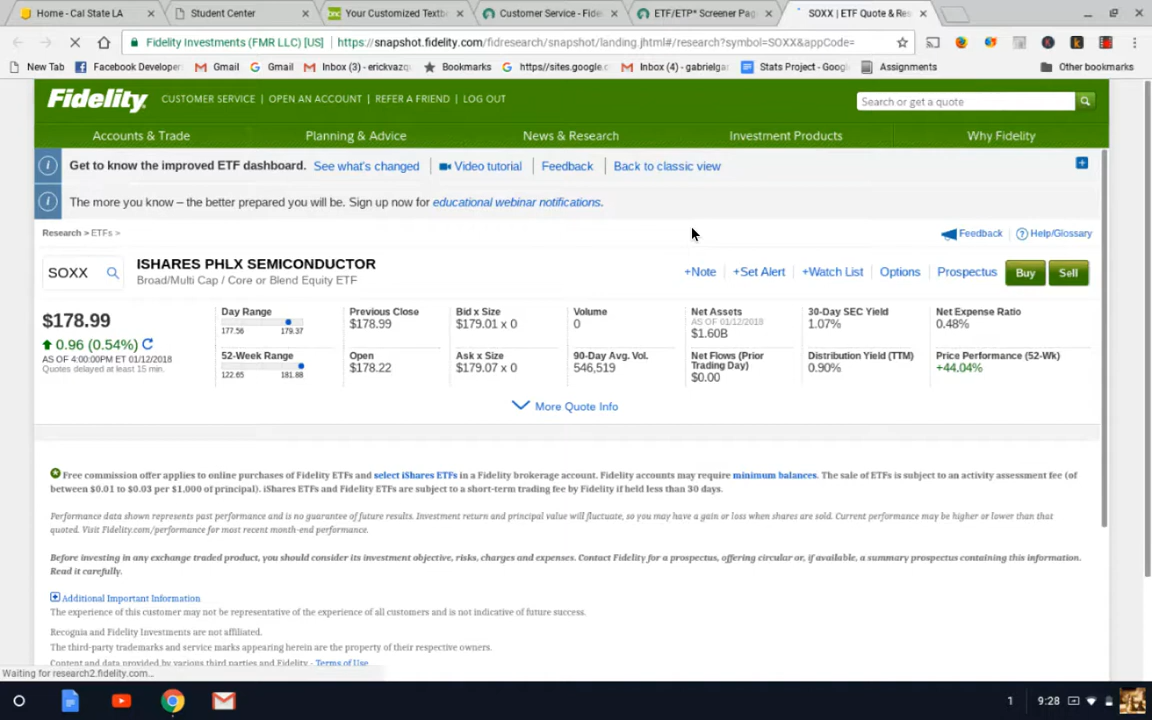 Home - Cal State LA
Student Center
Your Customized Textb
Customer Service - Fide
ETF/ETP* Screener Pag
SOXX | ETF Quote & Res
Fidelity Investments (FMR LLC) [US] | https://snapshot.fidelity.com/fidresearch/snapshot/landing.jhtml#/research?symbol=SOXX&appCode=
New Tab Facebook Develope Gmail Gmail Inbox (3) - erickvazq Bookmarks https//sites.google.c Inbox (4) - gabrielga Stats Project - Goog Assignments Other bookmarks
Fidelity CUSTOMER SERVICE | OPEN AN ACCOUNT | REFER A FRIEND | LOG OUT Search or get a quote
Accounts & Trade Planning & Advice News & Research Investment Products Why Fidelity
Get to know the improved ETF dashboard. See what's changed | Video tutorial | Feedback | Back to classic view
The more you know – the better prepared you will be. Sign up now for educational webinar notifications.
Research > ETFs > Feedback | Help/Glossary
SOXX
ISHARES PHLX SEMICONDUCTOR
Broad/Multi Cap / Core or Blend Equity ETF
+Note +Set Alert +Watch List Options Prospectus Buy Sell
$178.99
0.96 (0.54%)
AS OF 4:00:00PM ET 01/12/2018
Quotes delayed at least 15 min.
Day Range
177.56 179.37
52-Week Range
122.65 181.88
Previous Close
$178.99
Open
$178.22
Bid x Size
$179.01 x 0
Ask x Size
$179.07 x 0
Volume
0
90-Day Avg. Vol.
546,519
Net Assets
AS OF 01/12/2018
$1.60B
Net Flows (Prior
Trading Day)
$0.00
30-Day SEC Yield
1.07%
Distribution Yield (TTM)
0.90%
Net Expense Ratio
0.48%
Price Performance (52-Wk)
+44.04%
More Quote Info
Free commission offer applies to online purchases of Fidelity ETFs and select iShares ETFs in a Fidelity brokerage account. Fidelity accounts may require minimum balances. The sale of ETFs is subject to an activity assessment fee (of
between $0.01 to $0.03 per $1,000 of principal). iShares ETFs and Fidelity ETFs are subject to a short-term trading fee by Fidelity if held less than 30 days.
Performance data shown represents past performance and is no guarantee of future results. Investment return and principal value will fluctuate, so you may have a gain or loss when shares are sold. Current performance may be higher or lower than that
quoted. Visit Fidelity.com/performance for most recent month-end performance.
Before investing in any exchange traded product, you should consider its investment objective, risks, charges and expenses. Contact Fidelity for a prospectus, offering circular or, if available, a summary prospectus containing this information.
Read it carefully.
Additional Important Information
The experience of this customer may not be representative of the experience of all customers and is not indicative of future success.
Recognia and Fidelity Investments are not affiliated.
The third-party trademarks and service marks appearing herein are the property of their respective owners.
Content and data provided by various third parties and Fidelity - Terms of Use
Waiting for research2.fidelity.com...
1 9:28